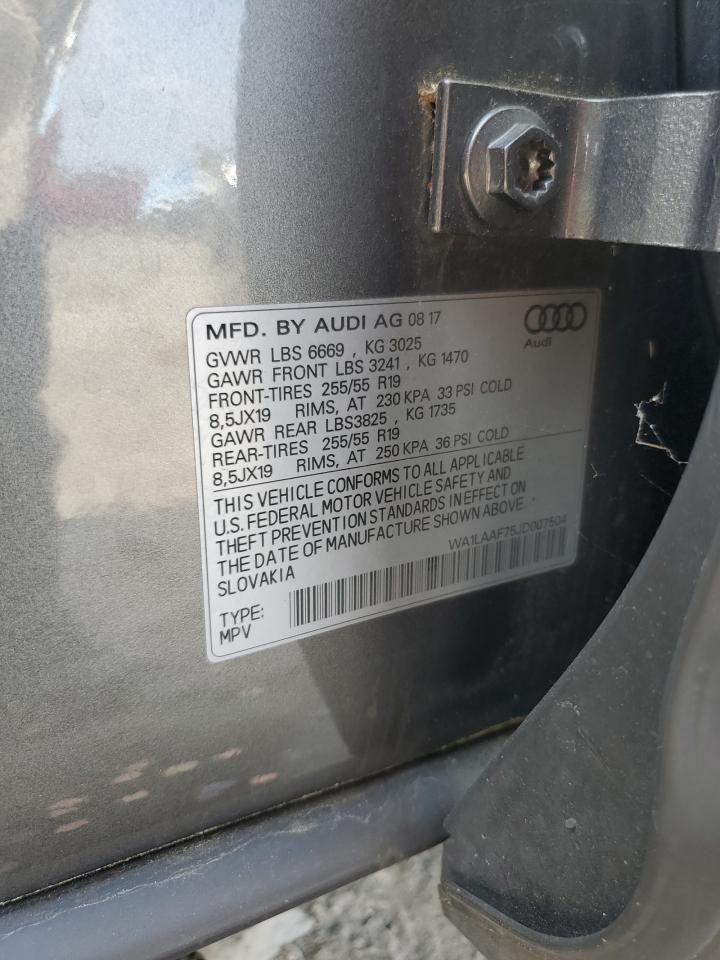 MFD. BY AUDI AG 08 17
Audi
GVWR LBS 6669 , KG 3025
GAWR FRONT LBS 3241 , KG 1470
FRONT-TIRES 255/55 R19
8,5JX19 RIMS, AT 230 KPA 33 PSI COLD
GAWR REAR LBS3825 , KG 1735
REAR-TIRES 255/55 R19
8,5JX19 RIMS, AT 250 KPA 36 PSI COLD
THIS VEHICLE CONFORMS TO ALL APPLICABLE
U.S. FEDERAL MOTOR VEHICLE SAFETY AND
THEFT PREVENTION STANDARDS IN EFFECT ON
THE DATE OF MANUFACTURE SHOWN ABOVE
SLOVAKIA
WA1LAAF75JD007504
TYPE:
MPV